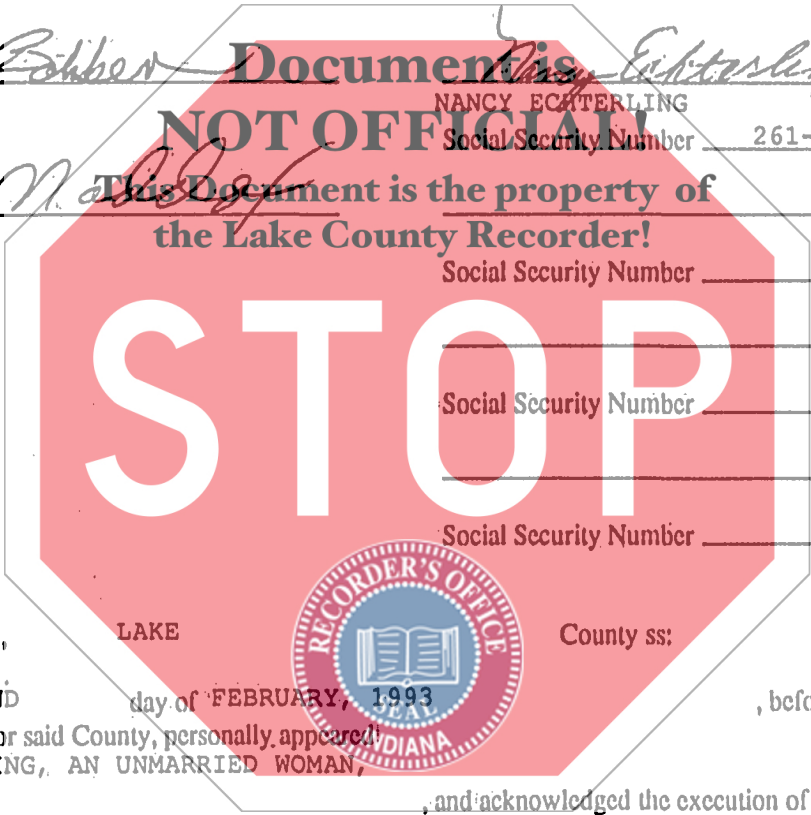 Document is
NANCY ECHTERLING
NOT OFFICIAL!
Social Security Number 261-
This Document is the property of
the Lake County Recorder!
Social Security Number
STOP
Social Security Number
Social Security Number
RECORDER'S OFFICE
LAKE County ss:
day of FEBRUARY, 1993 , befo
SEAL
r said County, personally appeared
INDIANA
NG, AN UNMARRIED WOMAN,
, and acknowledged the execution of